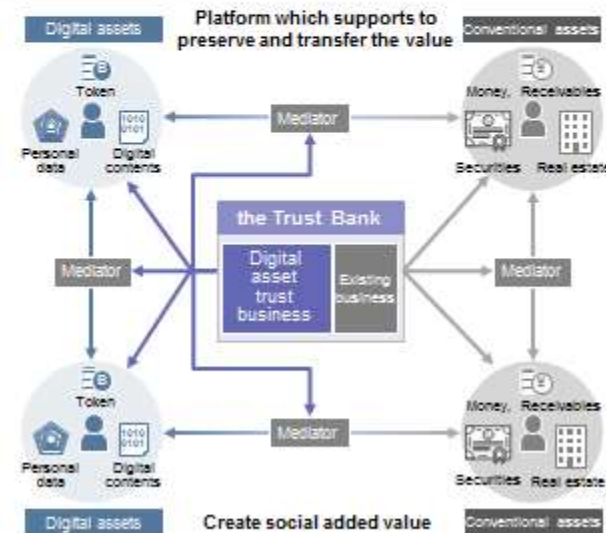 Platform which supports to
preserve and transfer the value
Digital assets
Conventional assets
Token
Personal
data
Digital
contents
1010
0101
Mediator
Money, Receivables
Securities
Real estate
the Trust Bank
Digital
asset
trust
business
Existing
business
Mediator
Mediator
Token
Personal
data
Digital
contents
1010
0101
Mediator
Money, Receivables
Securities
Real estate
Digital assets
Create social added value
Conventional assets